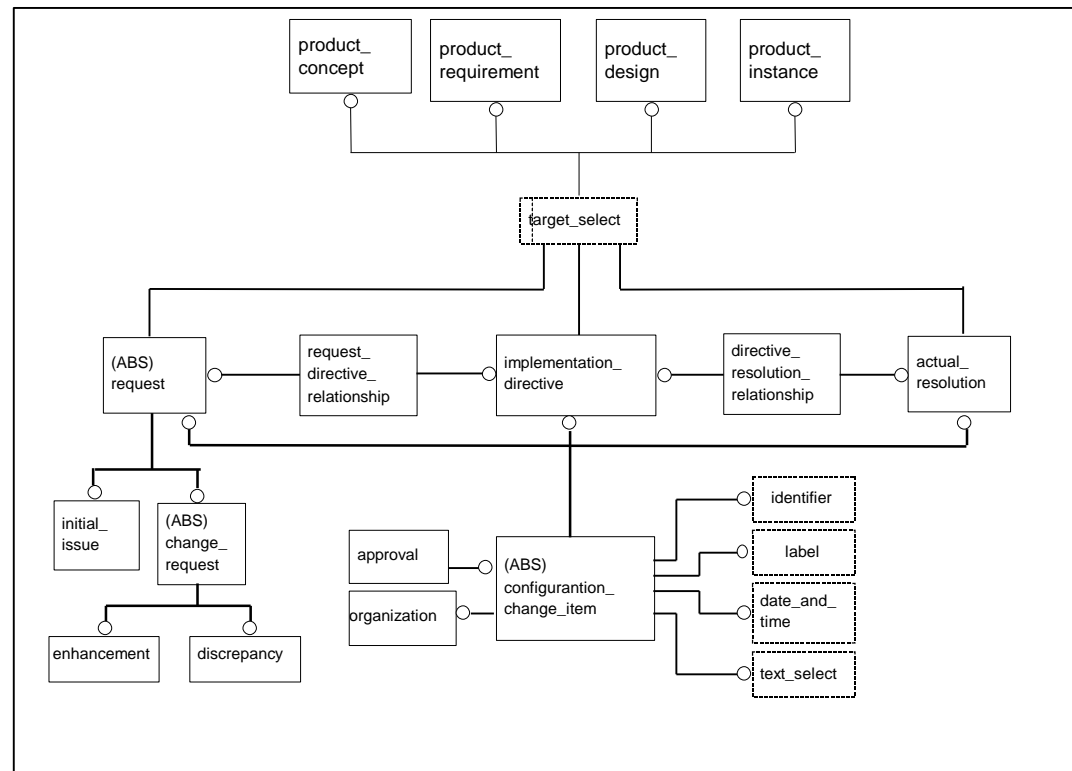 product_
concept
product_
requirement
product_
design
product_
instance
target_select
(ABS)
request
request_
directive_
relationship
implementation_
directive
directive_
resolution_
relationship
actual_
resolution
initial_
issue
(ABS)
change_
request
enhancement
discrepancy
approval
organization
(ABS)
configurantion_
change_item
identifier
label
date_and_
time
text_select